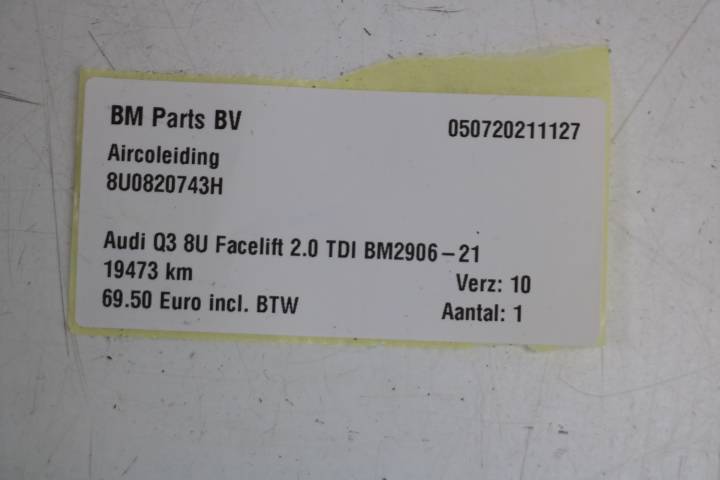 BM Parts BV 050720211127
Aircoleiding
8U0820743H
Audi Q3 8U Facelift 2.0 TDI BM2906-21
19473 km Verz: 10
69.50 Euro incl. BTW Aantal: 1